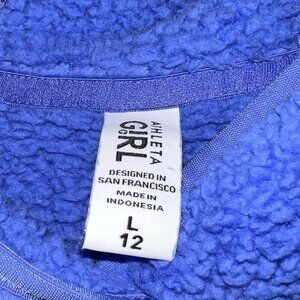 ATHLETA
GIRL
DESIGNED IN
SAN FRANCISCO
MADE IN
INDONESIA
L
12